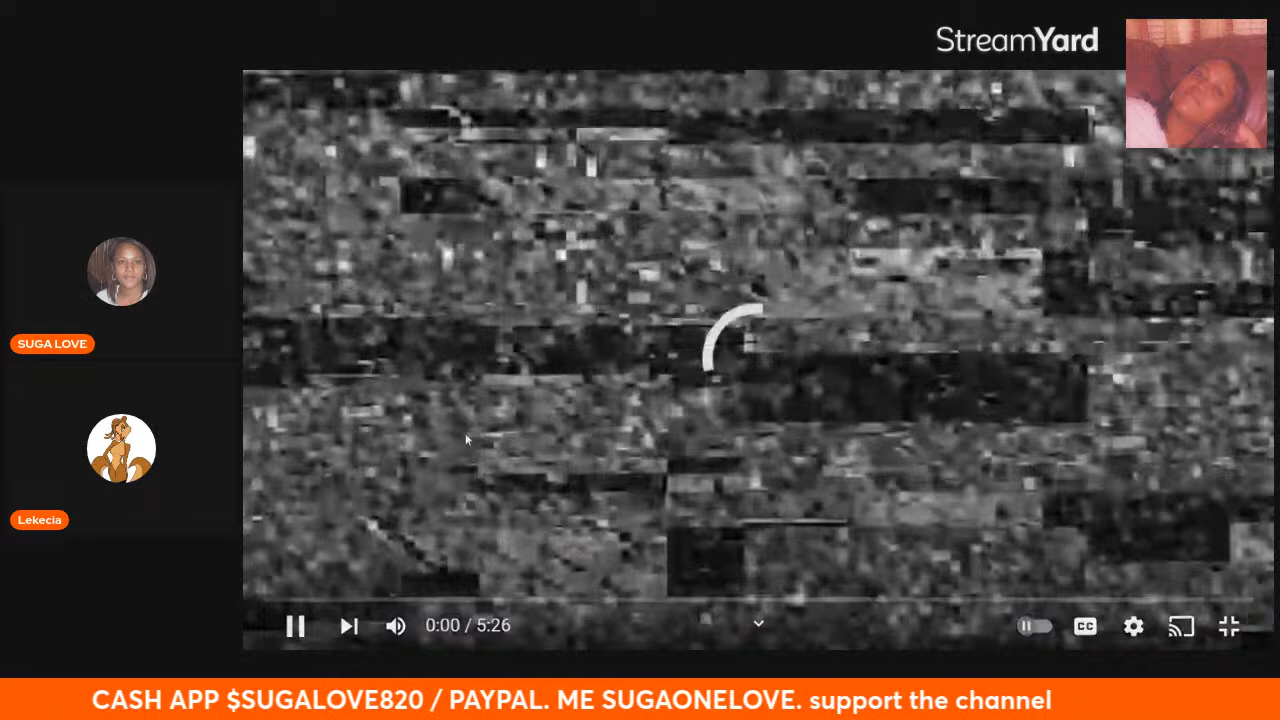 StreamYard
SUGA LOVE
Lekecia
0:00 / 5:26
CC
CASH APP $SUGALOVE820 / PAYPAL. ME SUGAONELOVE. support the channel